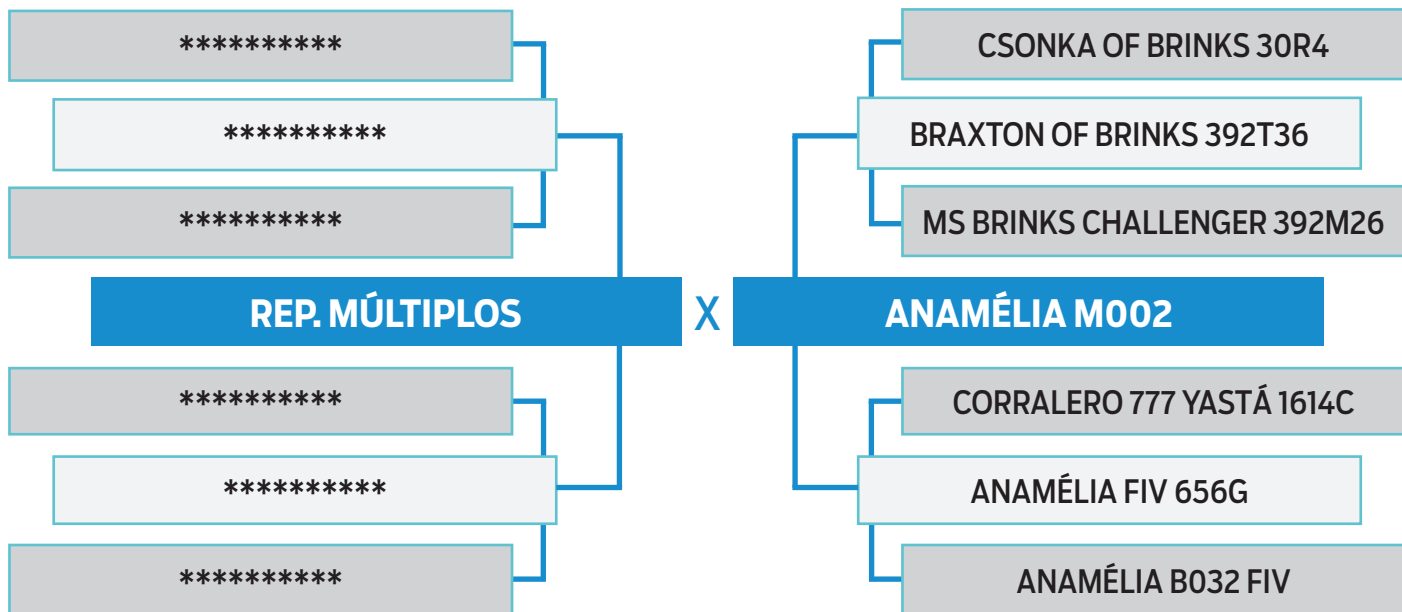 **********
CSONKA OF BRINKS 30R4
**********
BRAXTON OF BRINKS 392T36
**********
MS BRINKS CHALLENGER 392M26
REP. MÚLTIPLOS
X
ANAMÉLIA M002
**********
CORRALERO 777 YASTÁ 1614C
**********
ANAMÉLIA FIV 656G
**********
ANAMÉLIA B032 FIV